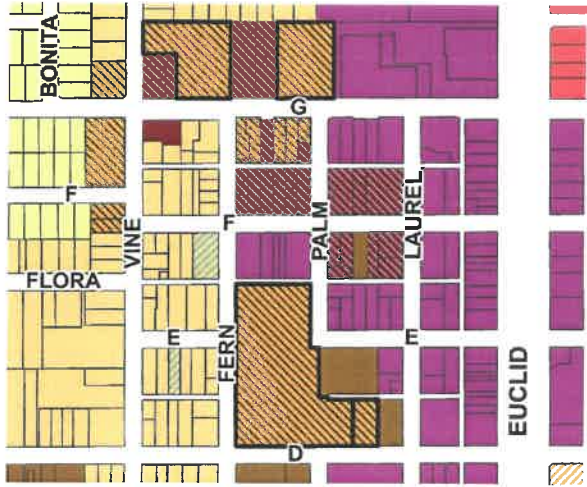 BONITA
G
F
VINE
F
PALM
LAUREL
FLORA
E
FERN
E
EUCLID
D